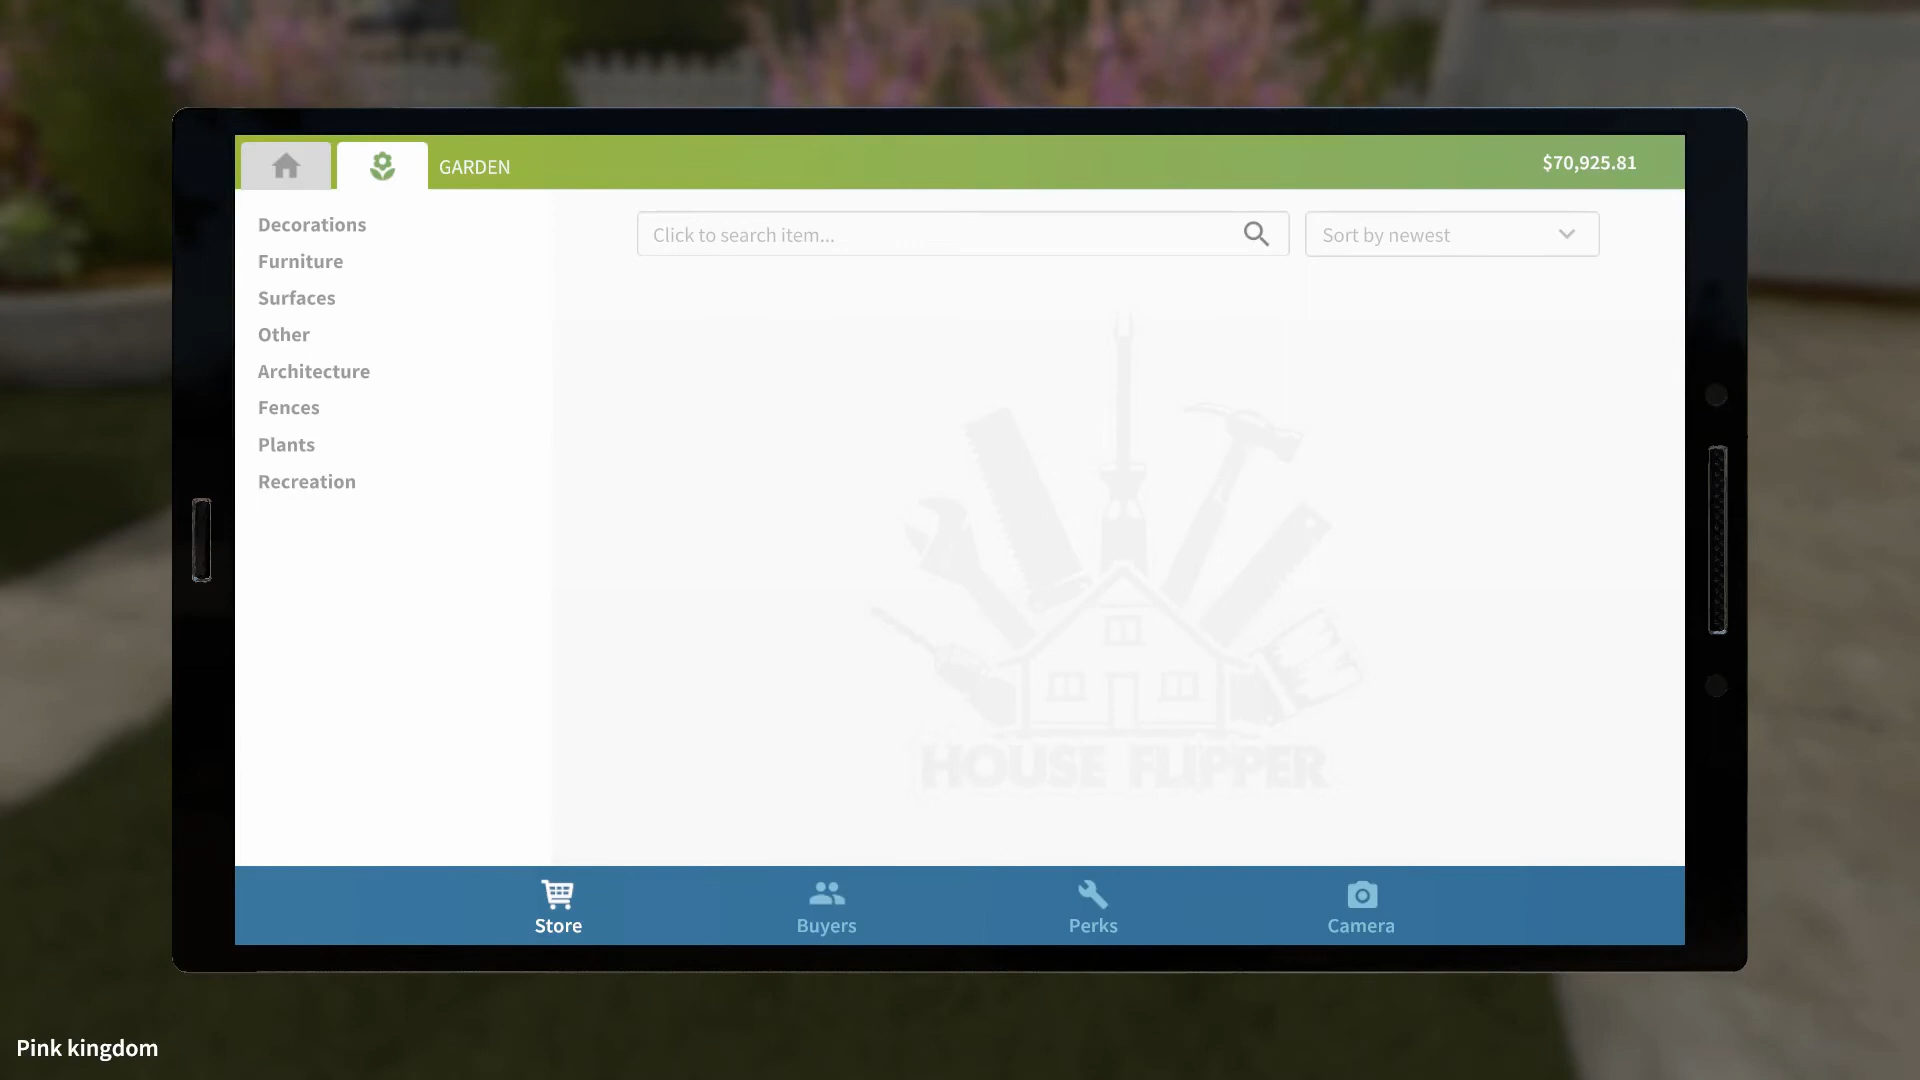 GARDEN
$70,925.81
Decorations
Furniture
Surfaces
Other
Architecture
Fences
Plants
Recreation
Click to search item...
Sort by newest
HOUSE FLIPPER
Store
Buyers
Perks
Camera
Pink kingdom